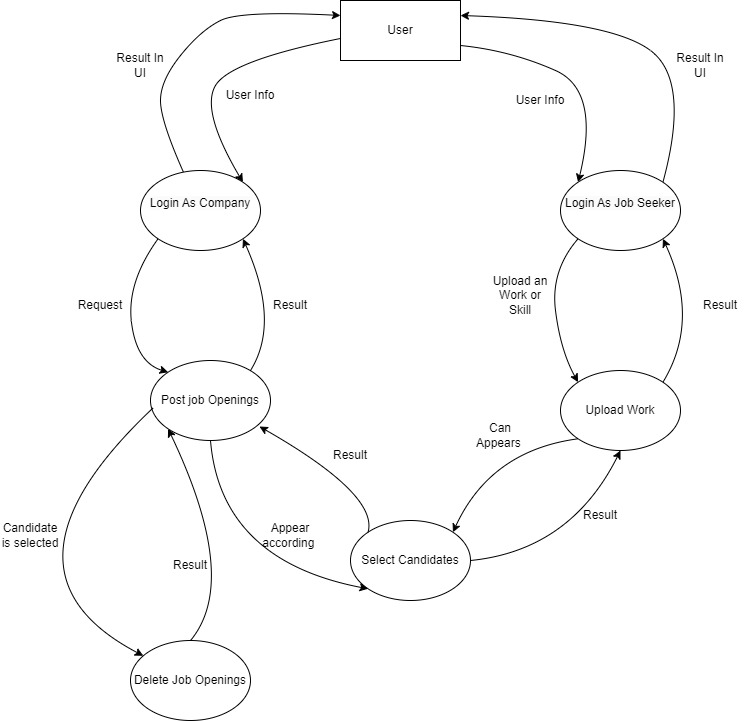 User
Result In
UI
Result In
UI
User Info
User Info
Login As Company
Login As Job Seeker
Upload an
Work or
Skill
Request
Result
Result
Post job Openings
Upload Work
Can
Appears
Result
Result
Candidate
is selected
Appear
according
Result
Select Candidates
Delete Job Openings